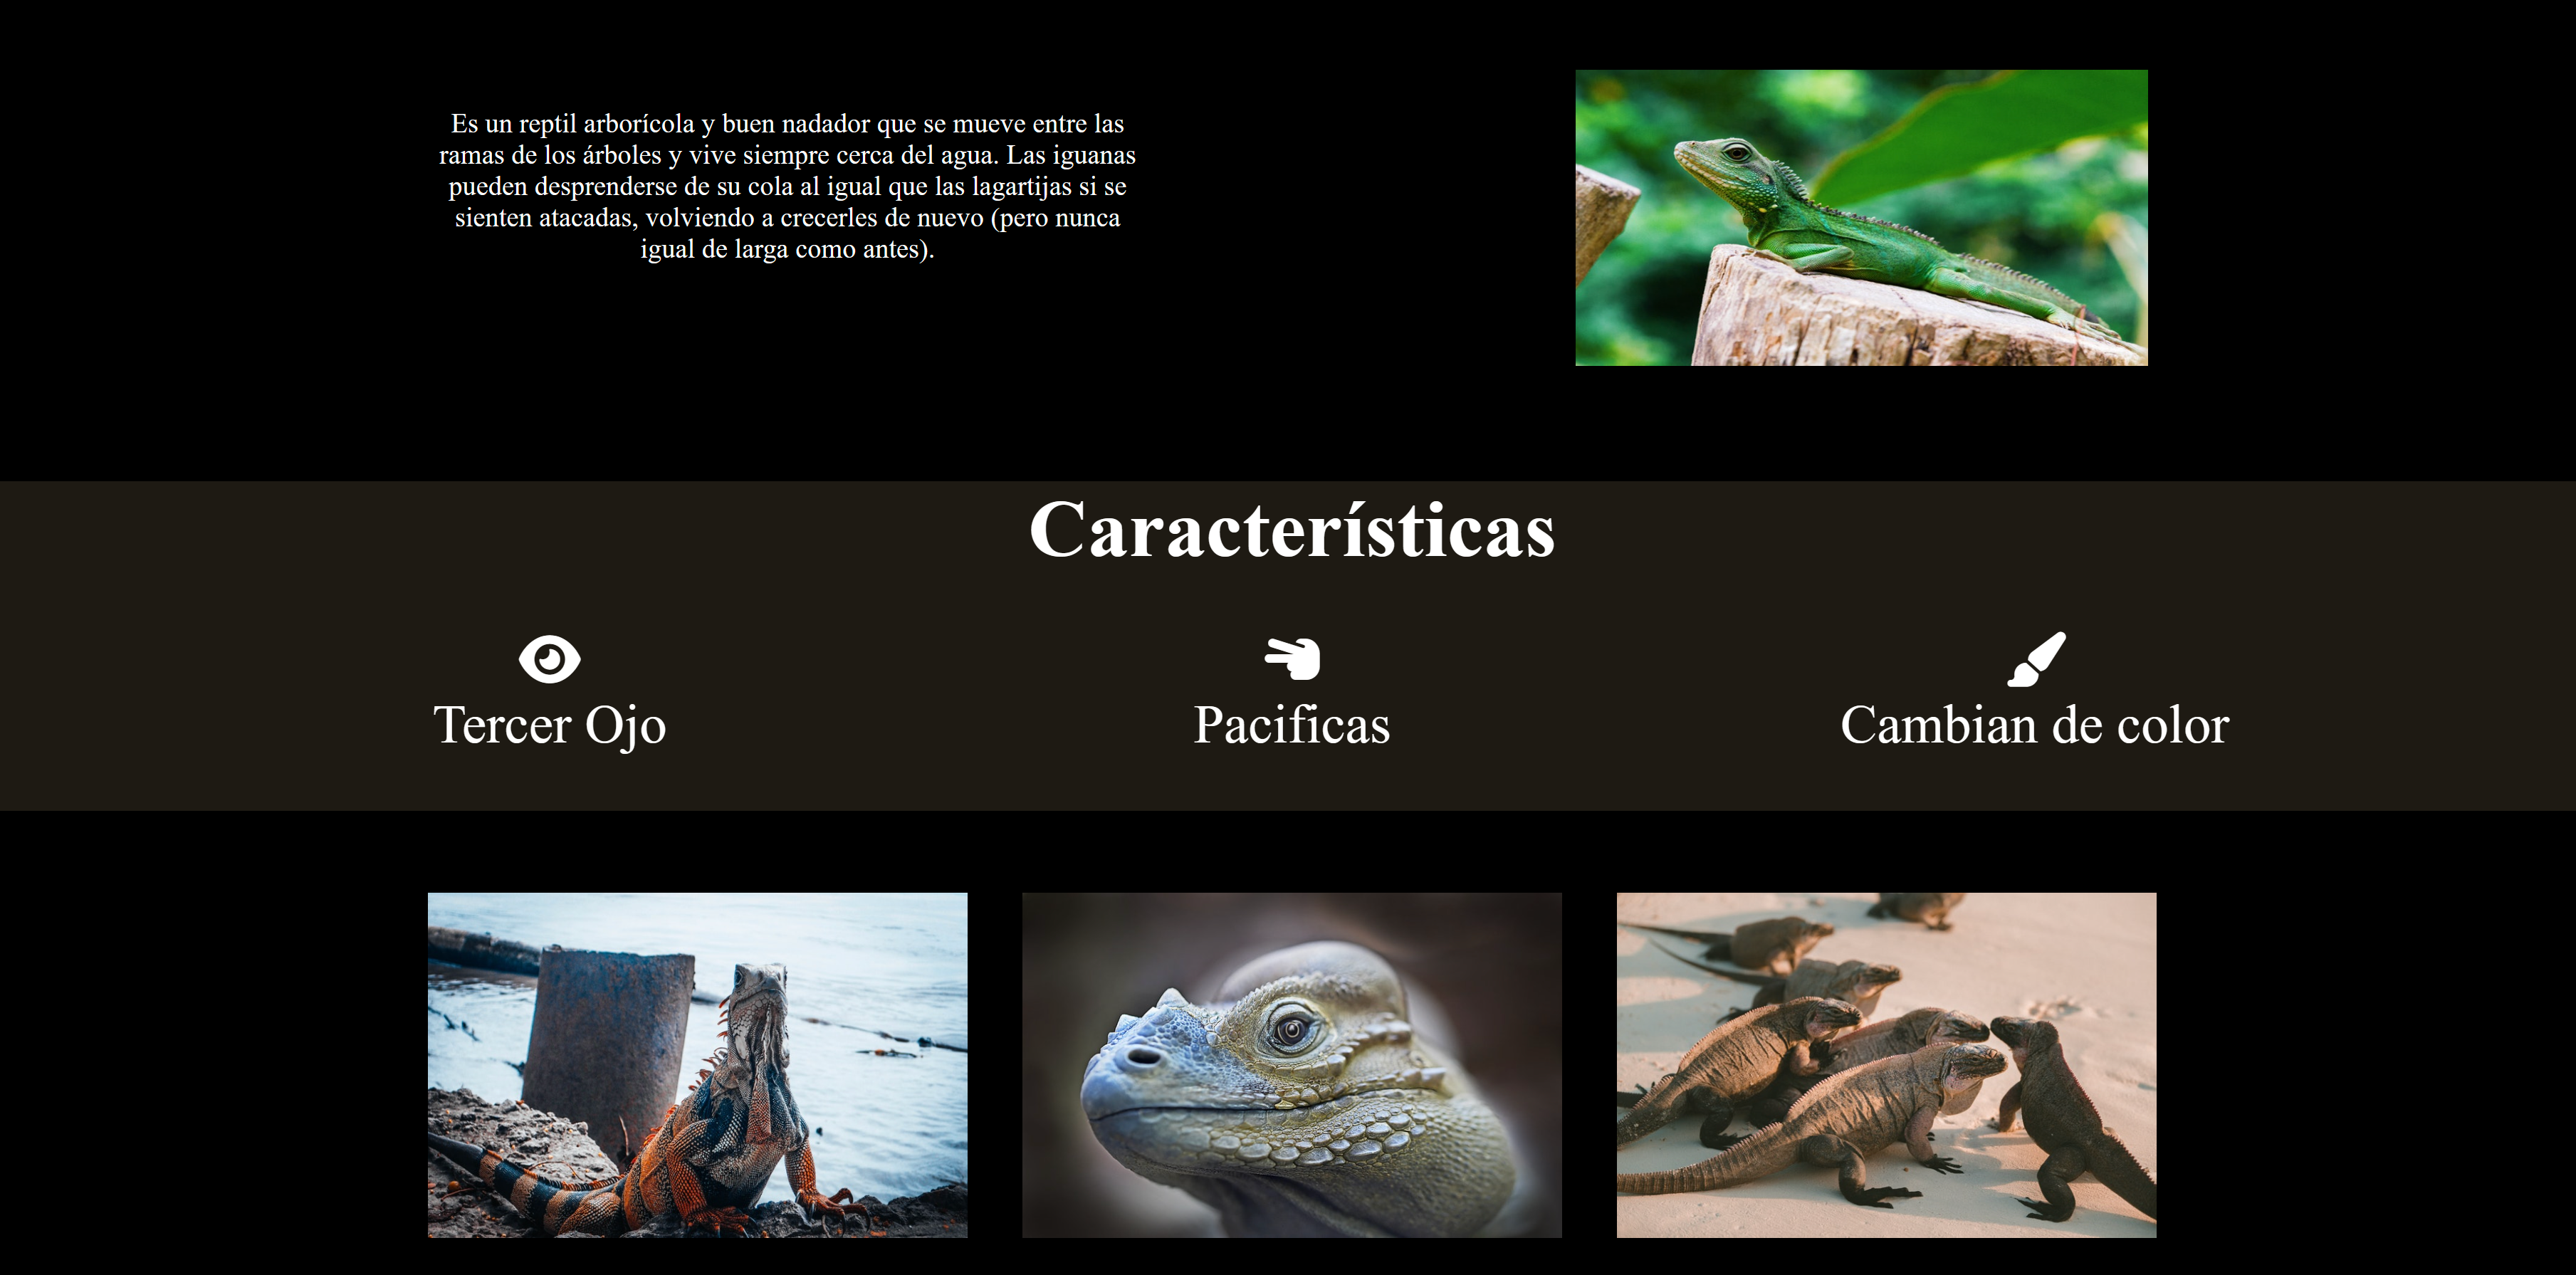 Es un reptil arborícola y buen nadador que se mueve entre las
ramas de los árboles y vive siempre cerca del agua. Las iguanas
pueden desprenderse de su cola al igual que las lagartijas si se
sienten atacadas, volviendo a crecerles de nuevo (pero nunca
igual de larga como antes).
Características
Tercer Ojo
Pacificas
Cambian de color